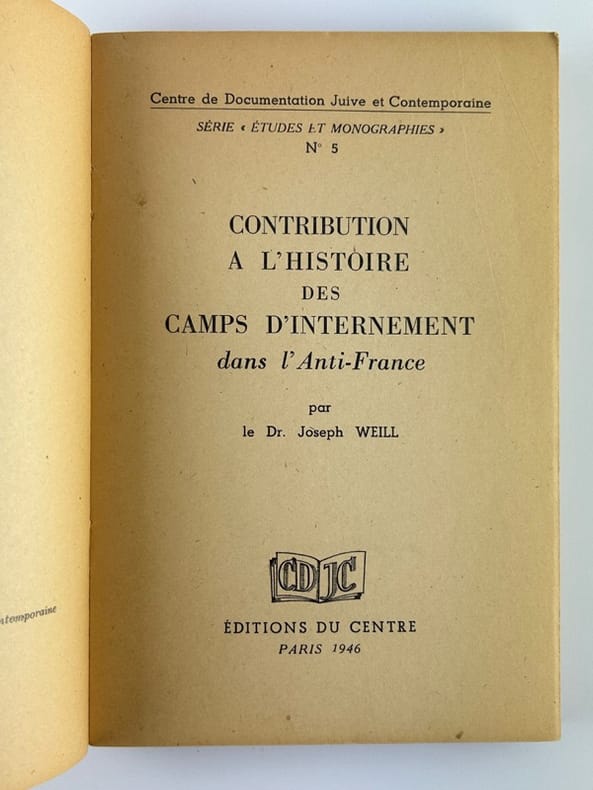 Centre de Documentation Juive et Contemporaine
SÉRIE « ÉTUDES ET MONOGRAPHIES »
N° 5
CONTRIBUTION
A L'HISTOIRE
DES
CAMPS D'INTERNEMENT
dans l'Anti-France
par
le Dr. Joseph WEILL
CDJC
ÉDITIONS DU CENTRE
PARIS 1946
ntemporaine